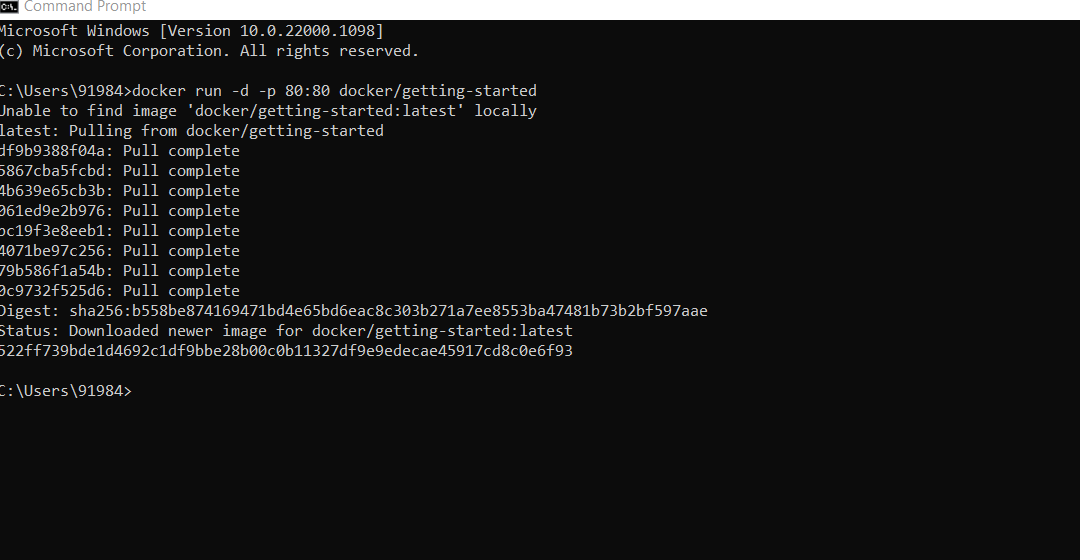 Command Prompt
Microsoft Windows [Version 10.0.22000.1098]
(c) Microsoft Corporation. All rights reserved.
C:\Users\91984>docker run -d -p 80:80 docker/getting-started
Unable to find image 'docker/getting-started:latest' locally
latest: Pulling from docker/getting-started
df9b9388f04a: Pull complete
5867cba5fcbd: Pull complete
4b639e65cb3b: Pull complete
061ed9e2b976: Pull complete
bc19f3e8eeb1: Pull complete
4071be97c256: Pull complete
79b586f1a54b: Pull complete
0c9732f525d6: Pull complete
Digest: sha256:b558be874169471bd4e65bd6eac8c303b271a7ee8553ba47481b73b2bf597aae
Status: Downloaded newer image for docker/getting-started:latest
522ff739bde1d4692c1df9bbe28b00c0b11327df9e9edecae45917cd8c0e6f93
C:\Users\91984>